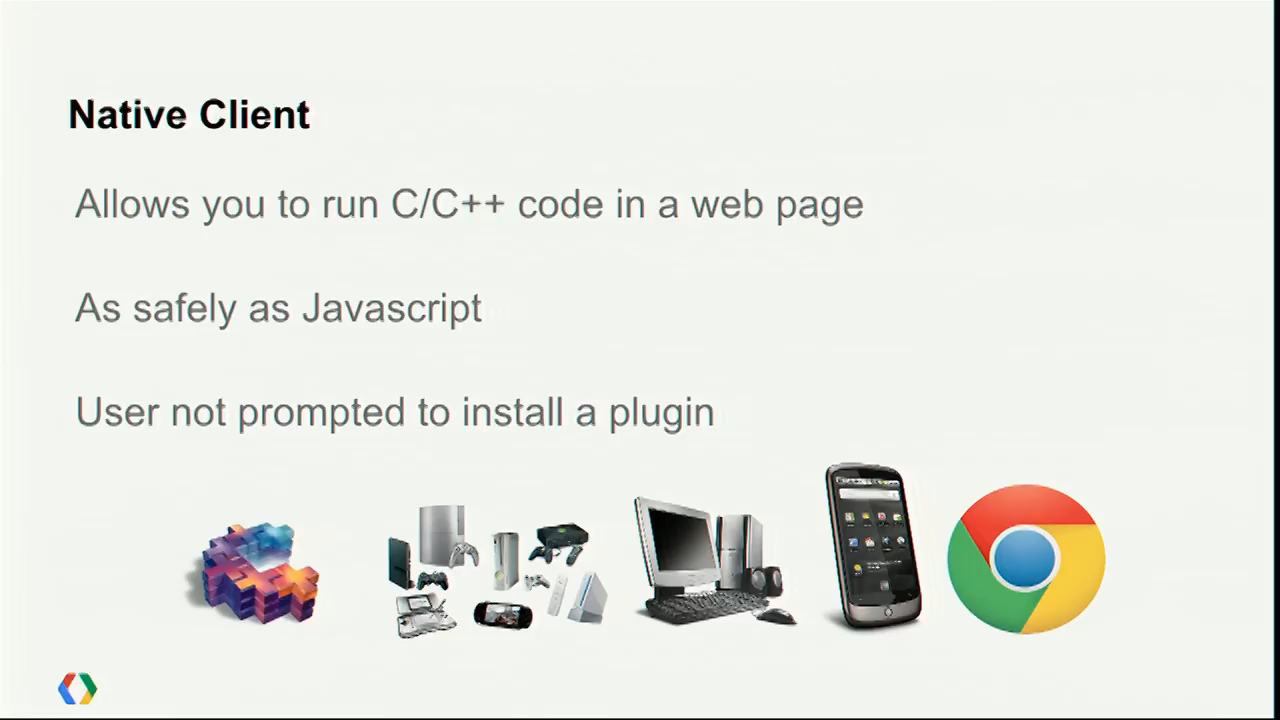 Native Client
Allows you to run C/C++ code in a web page
As safely as Javascript
User not prompted to install a plugin